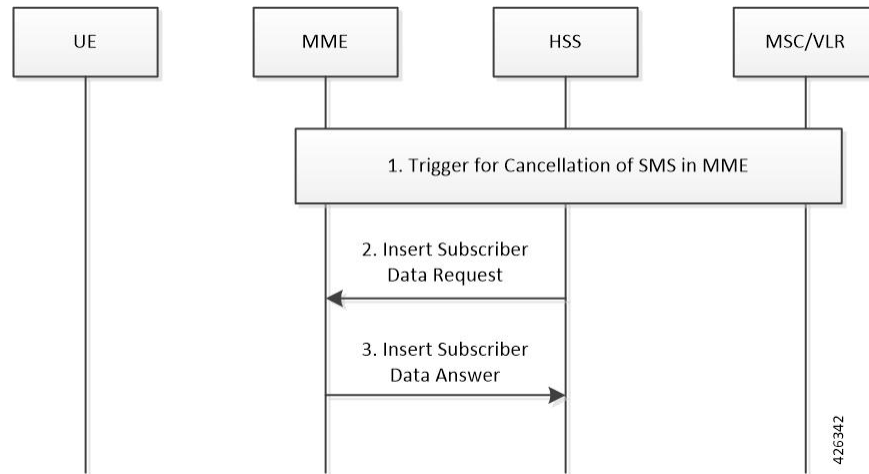 UE
MME
HSS
MSC/VLR
1. Trigger for Cancellation of SMS in MME
2. Insert Subscriber
Data Request
3. Insert Subscriber
Data Answer
426342